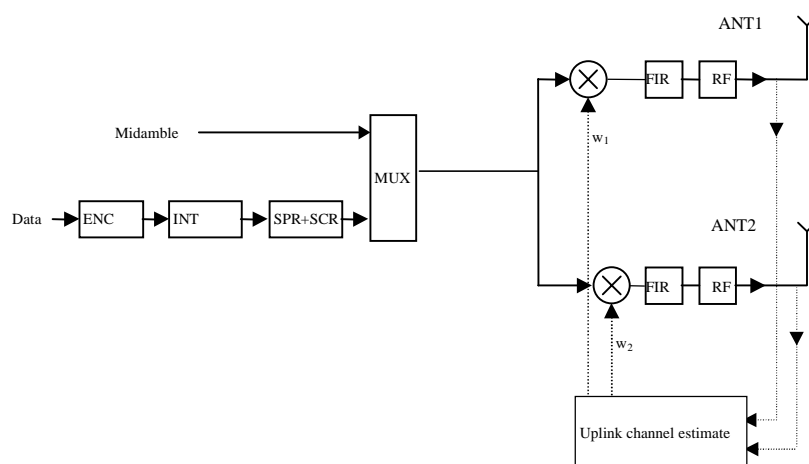 ANT1
FIR
RF
Midamble
w1
MUX
Data
ENC
INT
SPR+SCR
ANT2
FIR
RF
w2
Uplink channel estimate